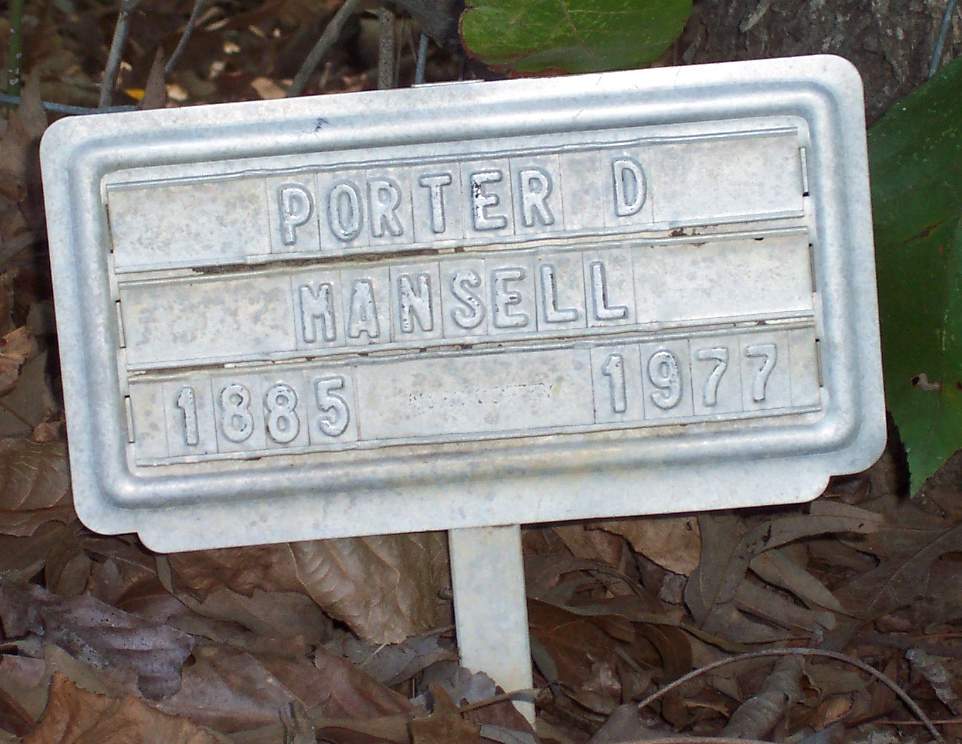 PORTER D
MANSELL
1885 1977